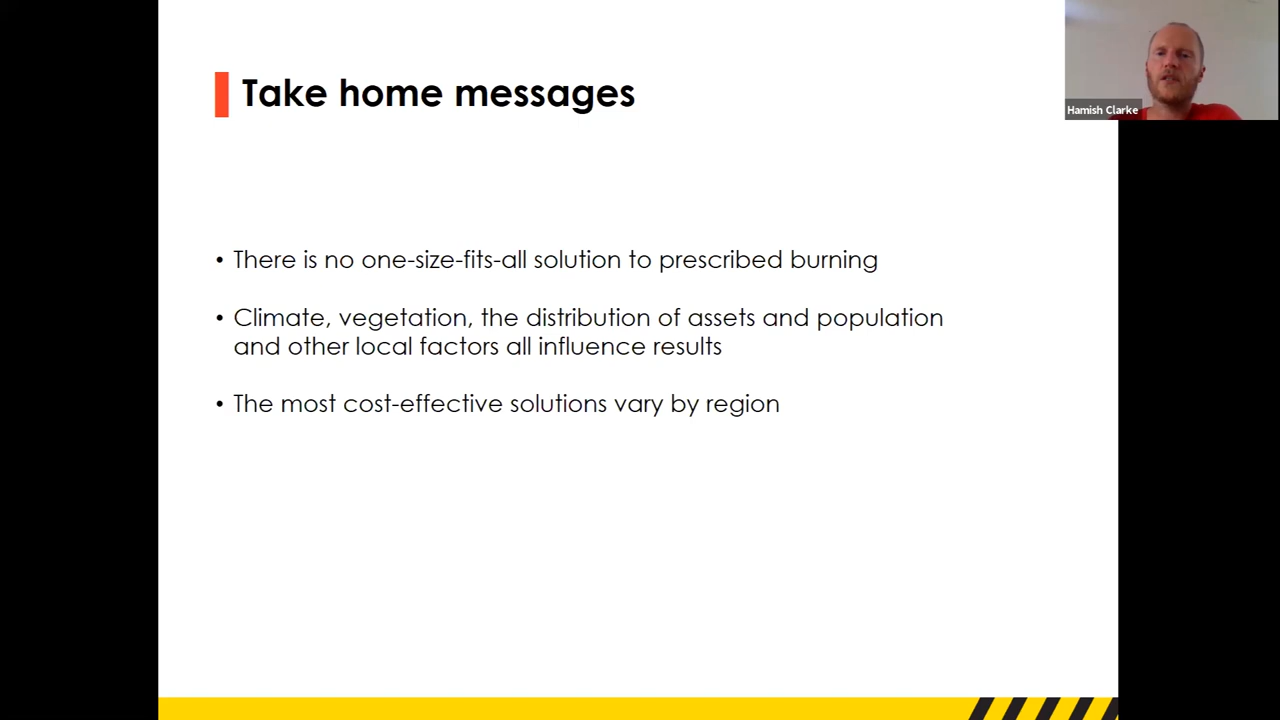 Take home messages
Hamish Clarke
• There is no one-size-fits-all solution to prescribed burning
• Climate, vegetation, the distribution of assets and population
and other local factors all influence results
• The most cost-effective solutions vary by region